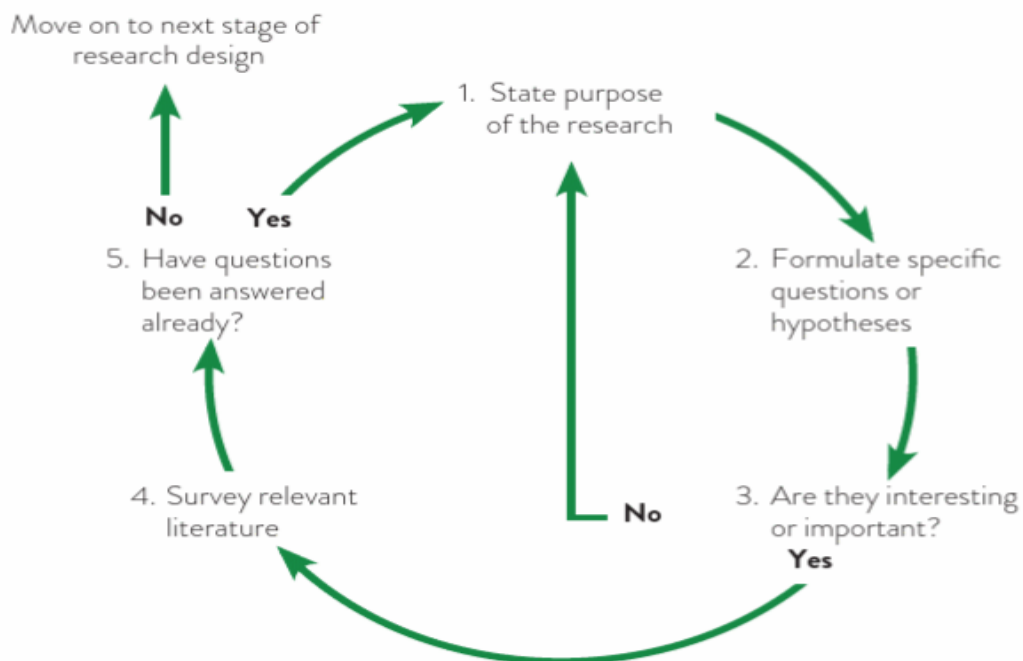 Move on to next stage of
research design
1. State purpose
of the research
2. Formulate specific
questions or
hypotheses
3. Are they interesting
or important?
Yes
No
4. Survey relevant
literature
5. Have questions
been answered
already?
No
Yes